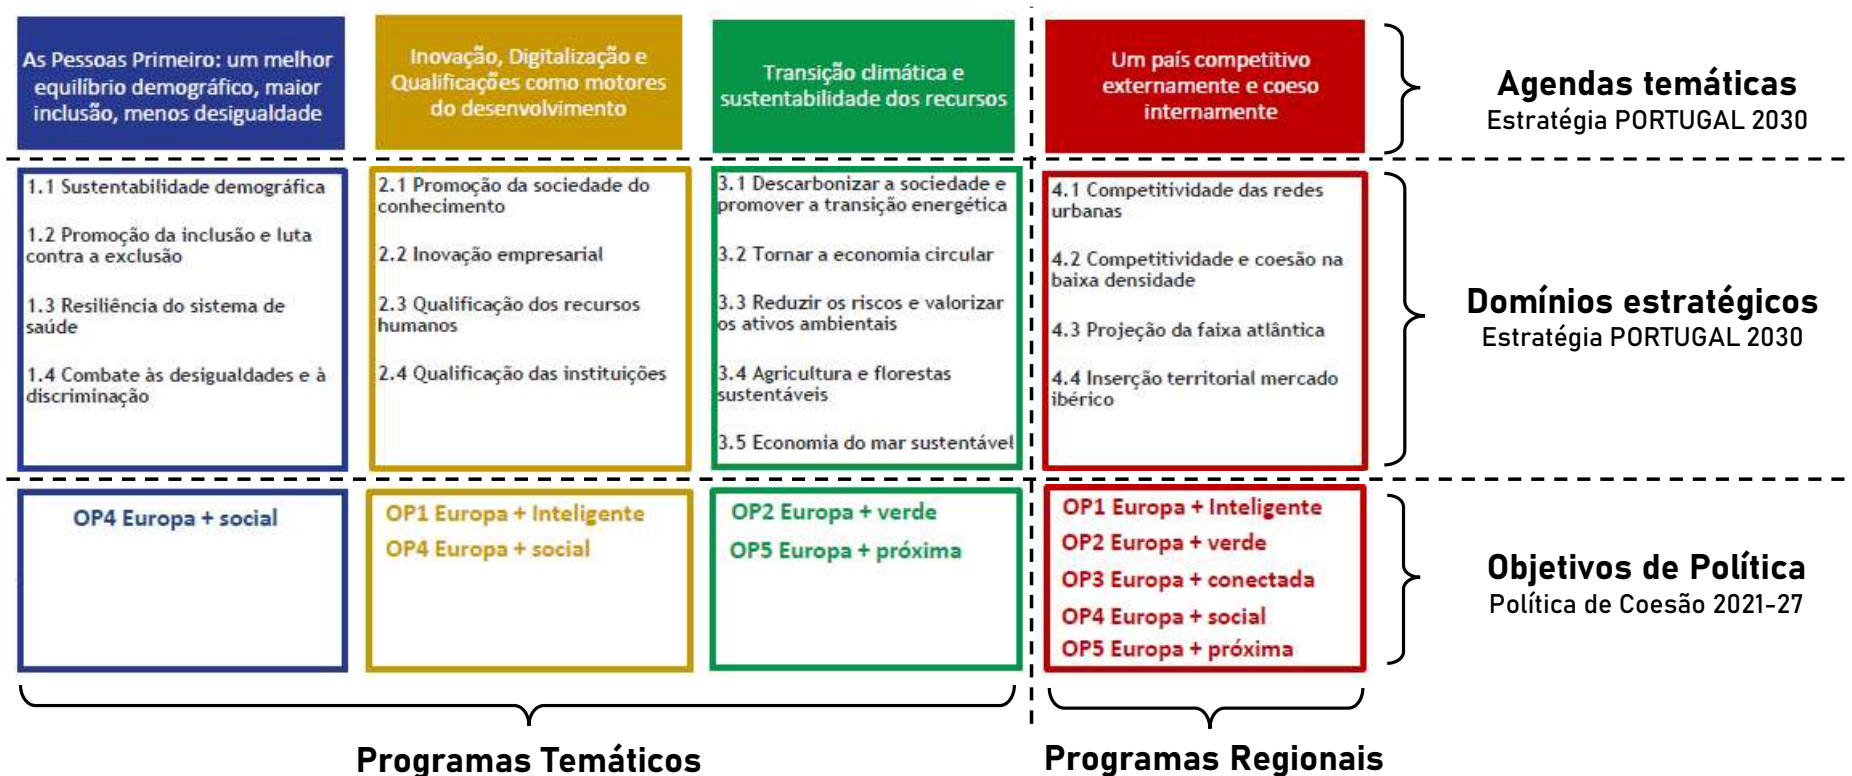 As Pessoas Primeiro: um melhor
equilíbrio demográfico, maior
inclusão, menos desigualdade
Inovação, Digitalização e
Qualificações como motores
do desenvolvimento
Transição climática e
sustentabilidade dos recursos
Um país competitivo
externamente e coeso
internamente
Agendas temáticas
Estratégia PORTUGAL 2030
1.1 Sustentabilidade demográfica
1.2 Promoção da inclusão e luta
contra a exclusão
1.3 Resiliência do sistema de
saúde
1.4 Combate às desigualdades e à
discriminação
2.1 Promoção da sociedade do
conhecimento
2.2 Inovação empresarial
2.3 Qualificação dos recursos
humanos
2.4 Qualificação das instituições
3.1 Descarbonizar a sociedade e
promover a transição energética
3.2 Tornar a economia circular
3.3 Reduzir os riscos e valorizar
os ativos ambientais
3.4 Agricultura e florestas
sustentáveis
3.5 Economia do mar sustentável
4.1 Competitividade das redes
urbanas
4.2 Competitividade e coesão na
baixa densidade
4.3 Projeção da faixa atlântica
4.4 Inserção territorial mercado
ibérico
Domínios estratégicos
Estratégia PORTUGAL 2030
OP4 Europa + social
OP1 Europa + Inteligente
OP4 Europa + social
OP2 Europa + verde
OP5 Europa + próxima
OP1 Europa + Inteligente
OP2 Europa + verde
OP3 Europa + conectada
OP4 Europa + social
OP5 Europa + próxima
Objetivos de Política
Política de Coesão 2021-27
Programas Temáticos
Programas Regionais